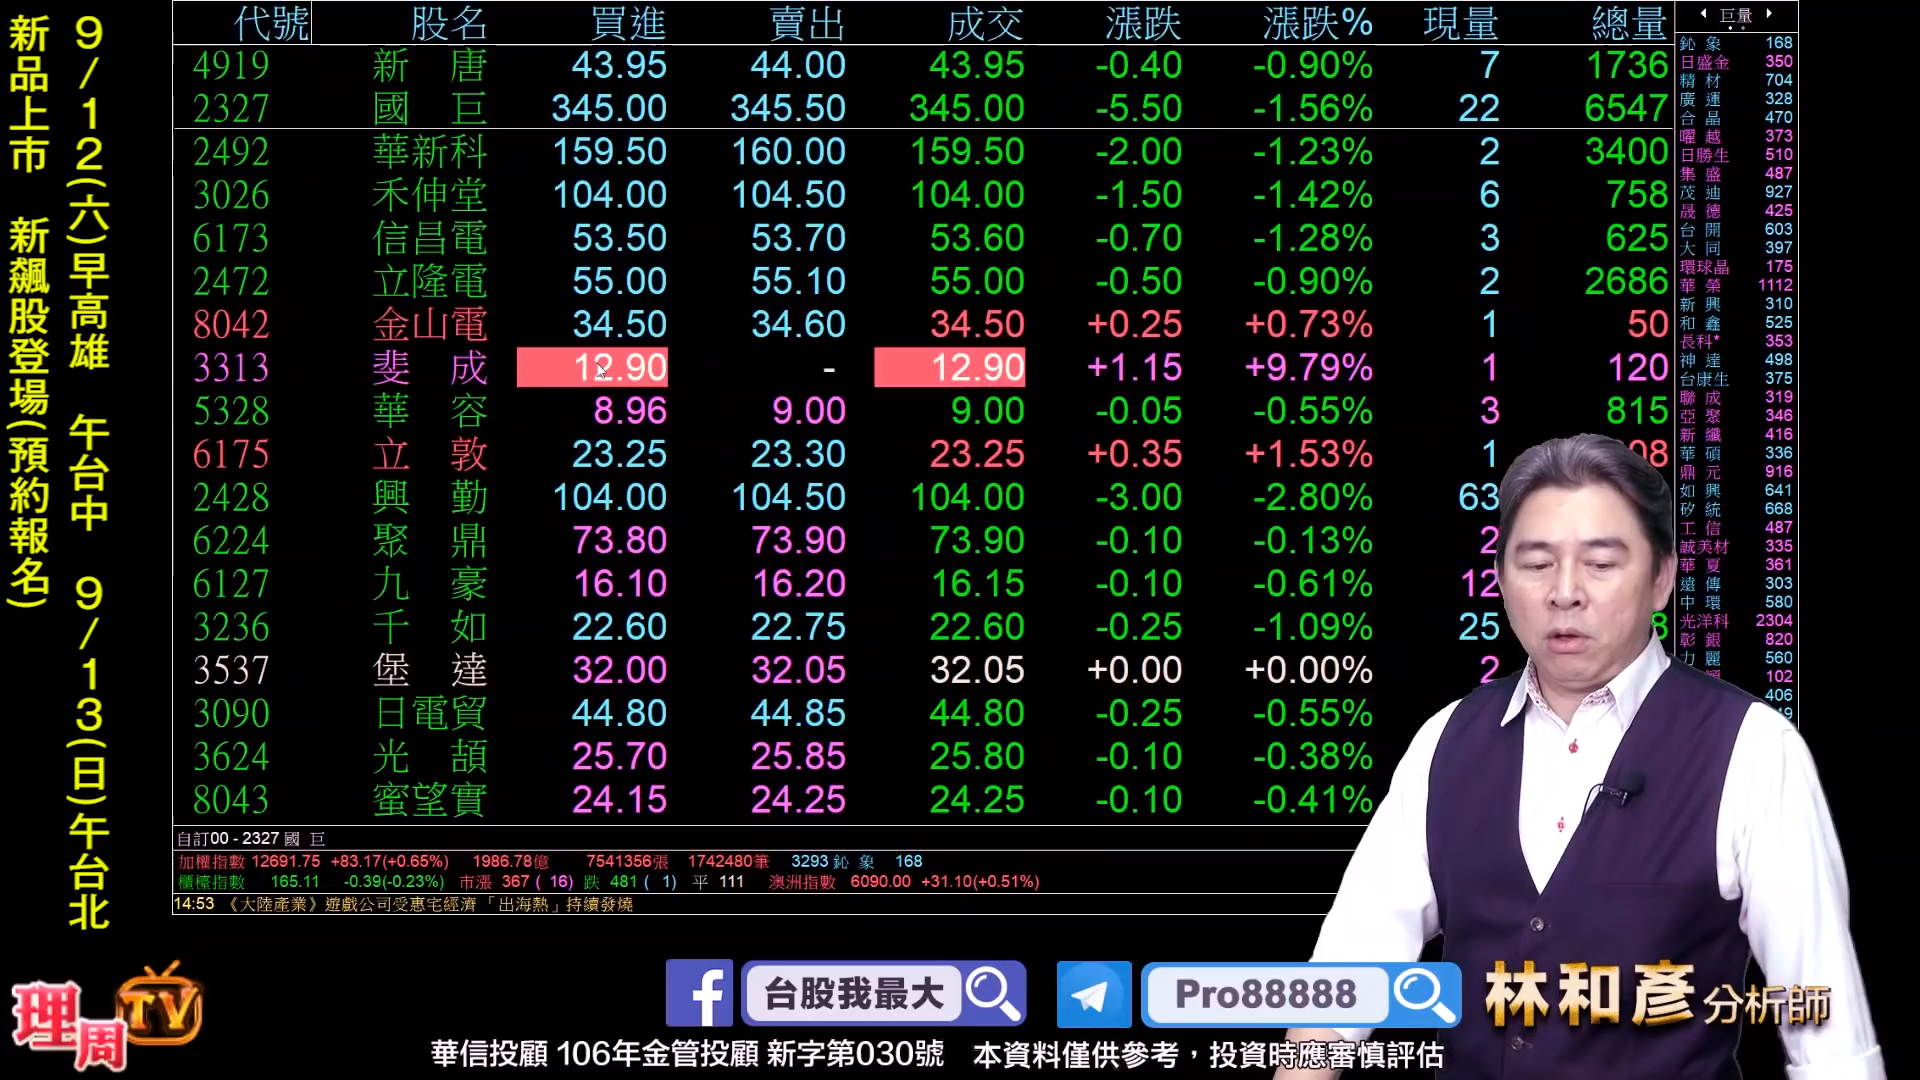 9/12(六)早高雄 午台中 9/13(日)午台北
新品上市 新飆股登場(預約報名)
代號 股名 買進 賣出 成交 漲跌 漲跌% 現量 總量
4919 新唐 43.95 44.00 43.95 -0.40 -0.90% 7 1736
2327 國巨 345.00 345.50 345.00 -5.50 -1.56% 22 6547
2492 華新科 159.50 160.00 159.50 -2.00 -1.23% 2 3400
3026 禾伸堂 104.00 104.50 104.00 -1.50 -1.42% 6 758
6173 信昌電 53.50 53.70 53.60 -0.70 -1.28% 3 625
2472 立隆電 55.00 55.10 55.00 -0.50 -0.90% 2 2686
8042 金山電 34.50 34.60 34.50 +0.25 +0.73% 1 50
3313 斐成 12.90 - 12.90 +1.15 +9.79% 1 120
5328 華容 8.96 9.00 9.00 -0.05 -0.55% 3 815
6175 立敦 23.25 23.30 23.25 +0.35 +1.53% 1
2428 興勤 104.00 104.50 104.00 -3.00 -2.80% 63
6224 聚鼎 73.80 73.90 73.90 -0.10 -0.13% 2
6127 九豪 16.10 16.20 16.15 -0.10 -0.61% 12
3236 千如 22.60 22.75 22.60 -0.25 -1.09% 25
3537 堡達 32.00 32.05 32.05 +0.00 +0.00% 2
3090 日電貿 44.80 44.85 44.80 -0.25 -0.55%
3624 光頡 25.70 25.85 25.80 -0.10 -0.38%
8043 蜜望實 24.15 24.25 24.25 -0.10 -0.41%
巨量
鈊象 168
日盛金 350
精材 704
廣運 328
合晶 470
曜越 373
日勝生 510
集盛 487
茂迪 927
晟德 425
台開 603
大同 397
環球晶 175
華榮 1112
新興 310
和鑫 525
長科* 353
神達 498
台康生 375
聯成 319
亞聚 346
新纖 416
華碩 336
鼎元 916
如興 641
矽統 668
工信 487
誠美材 335
華夏 361
遠傳 303
中環 580
光洋科 2304
彰銀 820
力麗 560
102
406
自訂00 - 2327 國巨
加權指數 12691.75 +83.17(+0.65%) 1986.78億 7541356張 1742480筆 3293 鈊象 168
櫃檯指數 165.11 -0.39(-0.23%) 市漲 367 ( 16) 跌 481 ( 1) 平 111 澳洲指數 6090.00 +31.10(+0.51%)
14:53 《大陸產業》遊戲公司受惠宅經濟「出海熱」持續發燒
理周TV
f 台股我最大 Pro88888 林和彥 分析師
華信投顧 106年金管投顧 新字第030號 本資料僅供參考，投資時應審慎評估